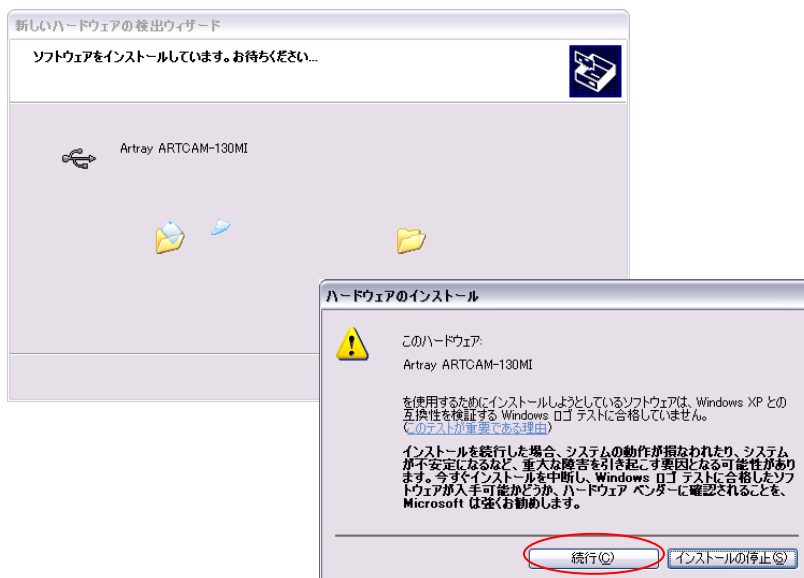 新しいハードウェアの検出ウィザード
ソフトウェアをインストールしています。お待ちください...
Artray ARTCAM-130MI
ハードウェアのインストール
このハードウェア:
Artray ARTCAM-130MI
を使用するためにインストールしようとしているソフトウェアは、Windows XP との
互換性を検証する Windows ロゴ テストに合格していません。
(このテストが重要である理由)
インストールを続行した場合、システムの動作が損なわれたり、システム
が不安定になるなど、重大な障害を引き起こす要因となる可能性があり
ます。今すぐインストールを中断し、Windows ロゴ テストに合格したソフ
トウェアが入手可能かどうか、ハードウェア ベンダーに確認されることを、
Microsoft は強くお勧めします。
続行(C)
インストールの停止(S)